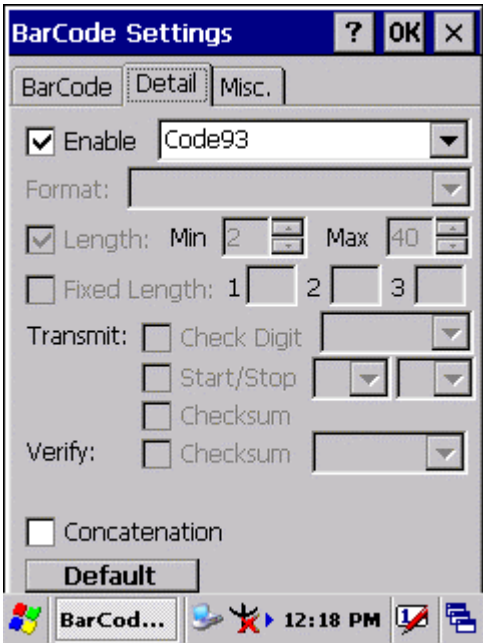 BarCode Settings ? OK ×
BarCode Detail Misc.
Enable Code93
Format:
Length: Min 2 Max 40
Fixed Length: 1 2 3
Transmit: Check Digit
Start/Stop
Checksum
Verify: Checksum
Concatenation
Default
BarCod... 12:18 PM